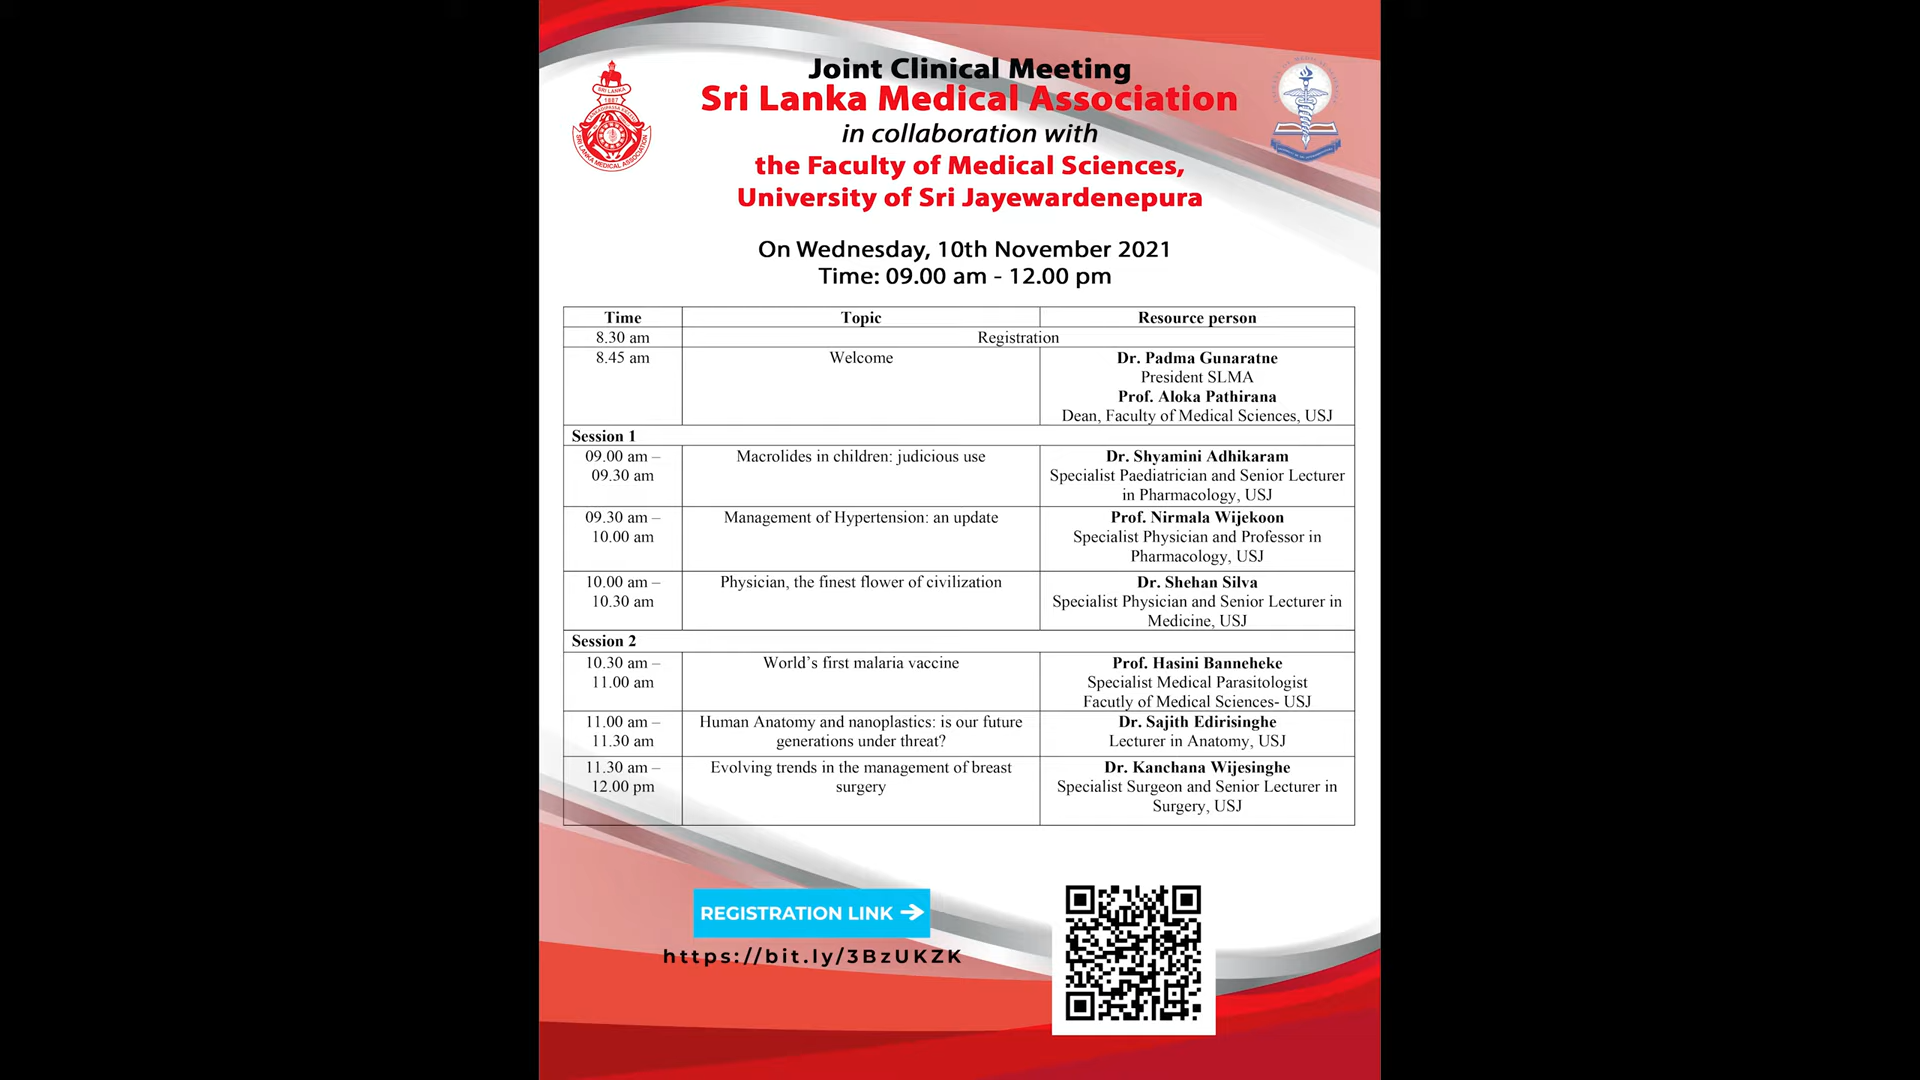 Joint Clinical Meeting
Sri Lanka Medical Association
in collaboration with
the Faculty of Medical Sciences,
University of Sri Jayewardenepura
SRI LANKA
1887
SRI LANKA MEDICAL ASSOCIATION
On Wednesday, 10th November 2021
Time: 09.00 am - 12.00 pm
Time Topic Resource person
8.30 am Registration
8.45 am Welcome Dr. Padma Gunaratne
President SLMA
Prof. Aloka Pathirana
Dean, Faculty of Medical Sciences, USJ
Session 1
09.00 am – Macrolides in children: judicious use Dr. Shyamini Adhikaram
09.30 am Specialist Paediatrician and Senior Lecturer
in Pharmacology, USJ
09.30 am – Management of Hypertension: an update Prof. Nirmala Wijekoon
10.00 am Specialist Physician and Professor in
Pharmacology, USJ
10.00 am – Physician, the finest flower of civilization Dr. Shehan Silva
10.30 am Specialist Physician and Senior Lecturer in
Medicine, USJ
Session 2
10.30 am – World’s first malaria vaccine Prof. Hasini Banneheke
11.00 am Specialist Medical Parasitologist
Facutly of Medical Sciences- USJ
11.00 am – Human Anatomy and nanoplastics: is our future Dr. Sajith Edirisinghe
11.30 am generations under threat? Lecturer in Anatomy, USJ
11.30 am – Evolving trends in the management of breast Dr. Kanchana Wijesinghe
12.00 pm surgery Specialist Surgeon and Senior Lecturer in
Surgery, USJ
REGISTRATION LINK →
https://bit.ly/3BzUKZK